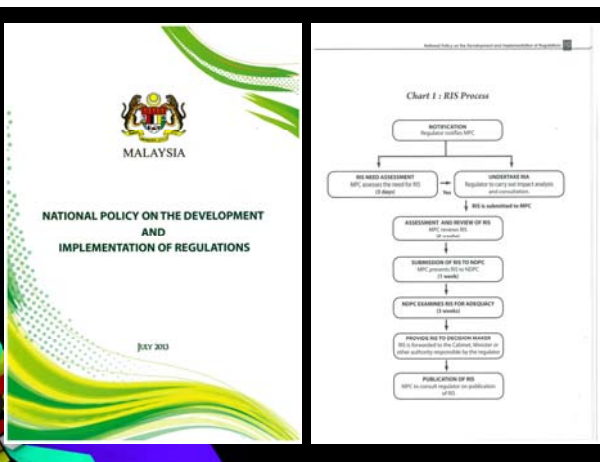 MALAYSIA
NATIONAL POLICY ON THE DEVELOPMENT
AND
IMPLEMENTATION OF REGULATIONS
JULY 2013
National Policy on the Development and Implementation of Regulations
Chart 1 : RIS Process
NOTIFICATION
Regulator notifies MPC
RIS NEED ASSESSMENT
MPC assesses the need for RIS
(3 days)
Yes
UNDERTAKE RIA
Regulator to carry out impact analysis
and consultation.
RIS is submitted to MPC
ASSESSMENT AND REVIEW OF RIS
MPC reviews RIS
SUBMISSION OF RIS TO NDPC
MPC presents RIS to NDPC
(1 week)
NDPC EXAMINES RIS FOR ADEQUACY
PROVIDE RIS TO DECISION MAKER
RIS is forwarded to the Cabinet, Minister or
other authority responsible by the regulator
PUBLICATION OF RIS
MPC to consult regulator on publication
of RIS